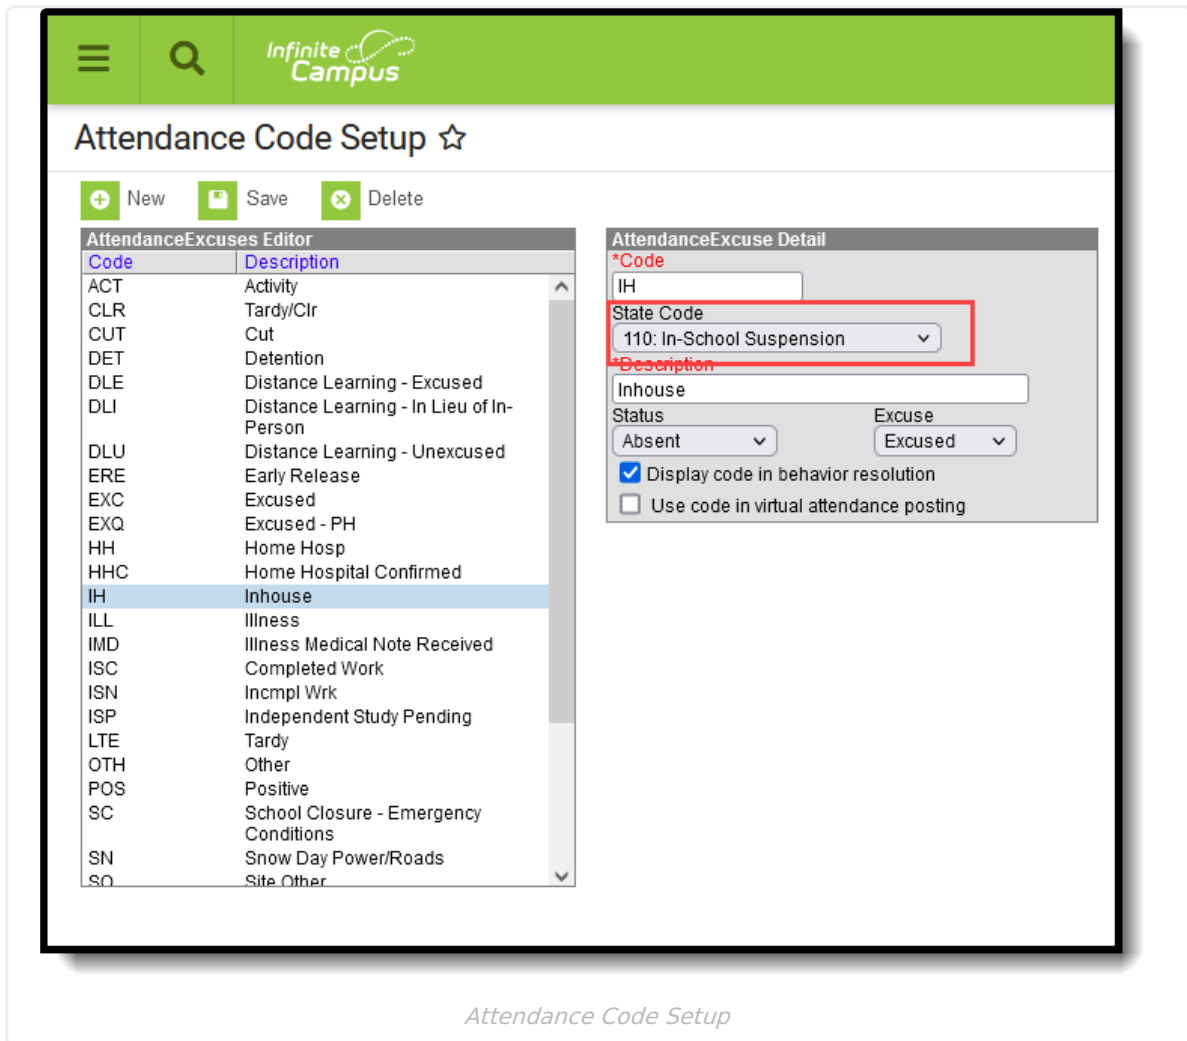 Infinite
Campus
Attendance Code Setup
New Save Delete
AttendanceExcuses Editor
Code Description
ACT Activity
CLR Tardy/Clr
CUT Cut
DET Detention
DLE Distance Learning - Excused
DLI Distance Learning - In Lieu of In-
Person
DLU Distance Learning - Unexcused
ERE Early Release
EXC Excused
EXQ Excused - PH
HH Home Hosp
HHC Home Hospital Confirmed
IH Inhouse
ILL Illness
IMD Illness Medical Note Received
ISC Completed Work
ISN Incmpl Wrk
ISP Independent Study Pending
LTE Tardy
OTH Other
POS Positive
SC School Closure - Emergency
Conditions
SN Snow Day Power/Roads
SO Site Other
AttendanceExcuse Detail
*Code
IH
State Code
110: In-School Suspension
*Description
Inhouse
Status Excuse
Absent Excused
Display code in behavior resolution
Use code in virtual attendance posting
Attendance Code Setup